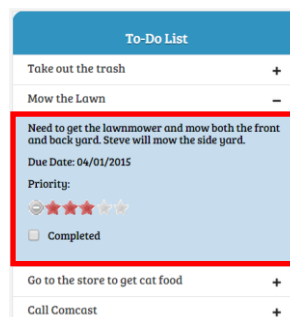 To-Do List
Take out the trash +
Mow the Lawn –
Need to get the lawnmower and mow both the front
and back yard. Steve will mow the side yard.
Due Date: 04/01/2015
Priority:
Completed
Go to the store to get cat food +
Call Comcast +